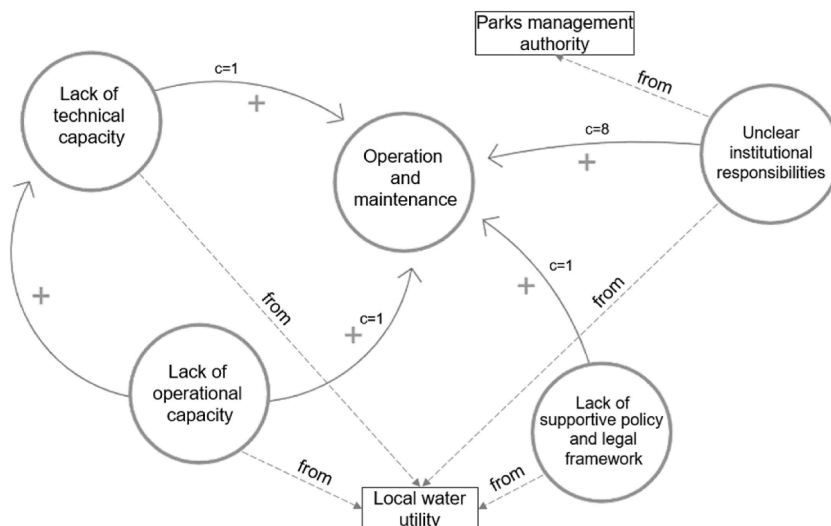 Parks management
authority
from
c=1
+
Lack of
technical
capacity
c=8
+
Unclear
institutional
responsibilities
Operation
and
maintenance
+
from
c=1
+
from
c=1
+
Lack of
operational
capacity
Lack of
supportive policy
and legal
framework
from
from
Local water
utility